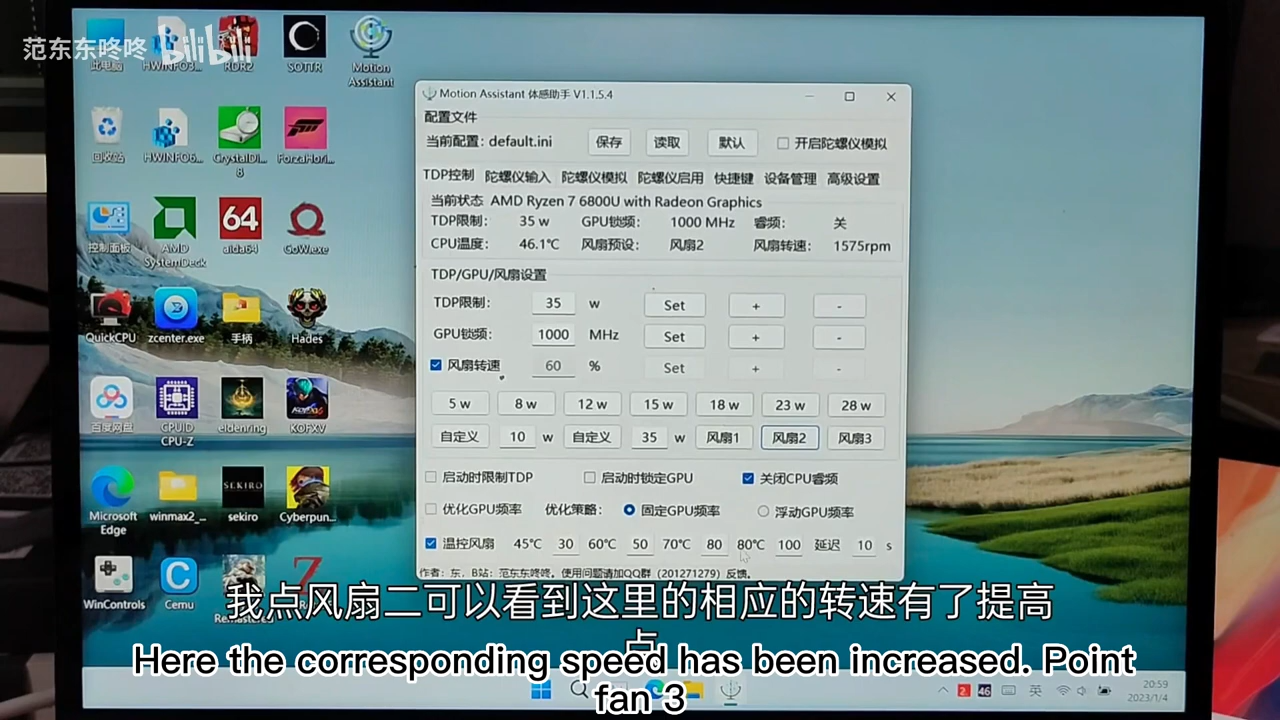 范东东咚咚 bilibili
此电脑
HWiNFO3...
RDR2
SOTTR
Motion
Assistant
回收站
HWINFO6...
CrystalDi...
8
ForzaHori...
控制面板
AMD
SystemDeck
64
aida64
GoW.exe
QuickCPU
zcenter.exe
手柄
Hades
百度网盘
CPUID
CPU-Z
eldenring
KOFXV
Microsoft
Edge
winmax2_...
SEKIRO
sekiro
Cyberpun...
WinControls
Cemu
Motion Assistant 体感助手 V1.1.5.4
配置文件
当前配置: default.ini 保存 读取 默认 开启陀螺仪模拟
TDP控制 陀螺仪输入 陀螺仪模拟 陀螺仪启用 快捷键 设备管理 高级设置
当前状态 AMD Ryzen 7 6800U with Radeon Graphics
TDP限制: 35 w GPU锁频: 1000 MHz 睿频: 关
CPU温度: 46.1℃ 风扇预设: 风扇2 风扇转速: 1575rpm
TDP/GPU/风扇设置
TDP限制: 35 w Set + -
GPU锁频: 1000 MHz Set + -
风扇转速 60 % Set + -
5 w 8 w 12 w 15 w 18 w 23 w 28 w
自定义 10 w 自定义 35 w 风扇1 风扇2 风扇3
启动时限制TDP 启动时锁定GPU 关闭CPU睿频
优化GPU频率 优化策略: 固定GPU频率 浮动GPU频率
温控风扇 45℃ 30 60℃ 50 70℃ 80 80℃ 100 延迟 10 s
作者: 东, B站: 范东东咚咚, 使用问题请加QQ群 (201271279) 反馈。
我点风扇二可以看到这里的相应的转速有了提高
点
Here the corresponding speed has been increased. Point
fan 3
2 46 英 20:59
2023/1/4